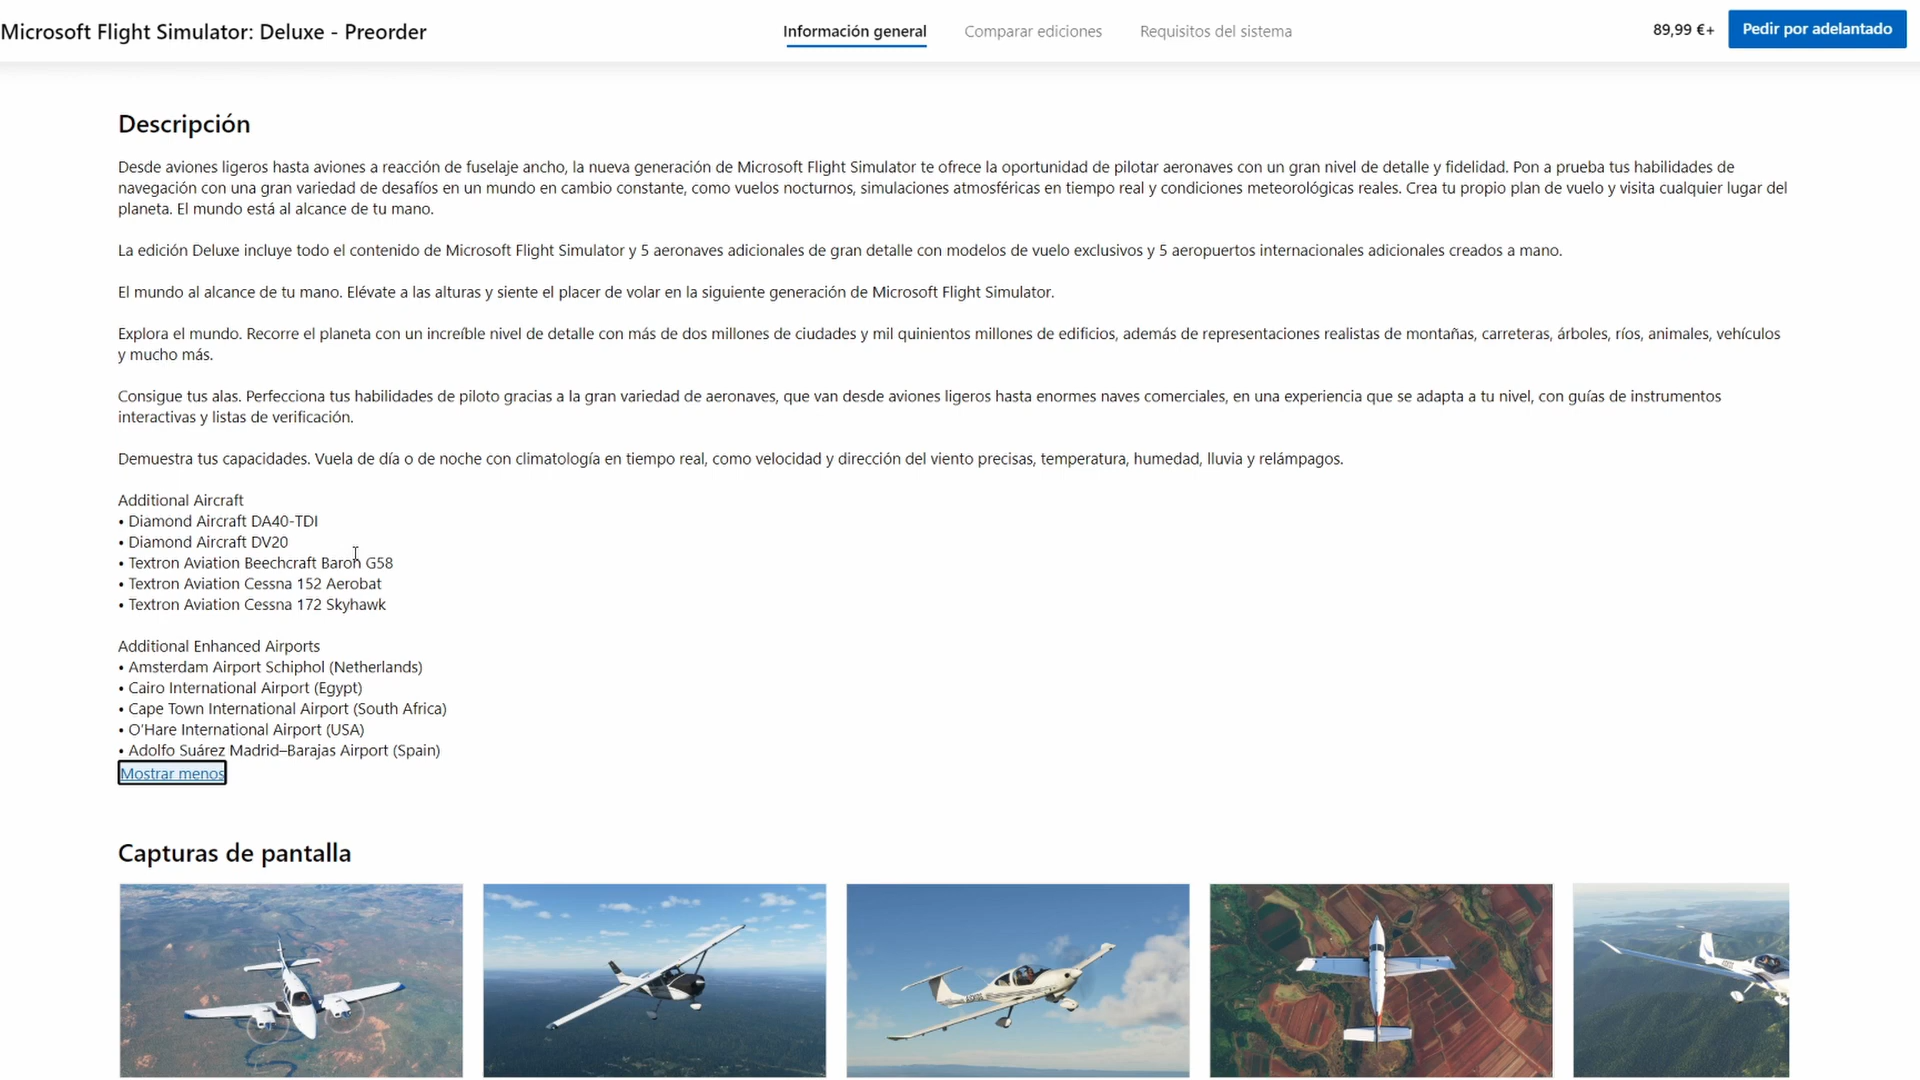 Microsoft Flight Simulator: Deluxe - Preorder
Información general
Comparar ediciones
Requisitos del sistema
89,99 €+
Pedir por adelantado
Descripción
Desde aviones ligeros hasta aviones a reacción de fuselaje ancho, la nueva generación de Microsoft Flight Simulator te ofrece la oportunidad de pilotar aeronaves con un gran nivel de detalle y fidelidad. Pon a prueba tus habilidades de
navegación con una gran variedad de desafíos en un mundo en cambio constante, como vuelos nocturnos, simulaciones atmosféricas en tiempo real y condiciones meteorológicas reales. Crea tu propio plan de vuelo y visita cualquier lugar del
planeta. El mundo está al alcance de tu mano.
La edición Deluxe incluye todo el contenido de Microsoft Flight Simulator y 5 aeronaves adicionales de gran detalle con modelos de vuelo exclusivos y 5 aeropuertos internacionales adicionales creados a mano.
El mundo al alcance de tu mano. Elévate a las alturas y siente el placer de volar en la siguiente generación de Microsoft Flight Simulator.
Explora el mundo. Recorre el planeta con un increíble nivel de detalle con más de dos millones de ciudades y mil quinientos millones de edificios, además de representaciones realistas de montañas, carreteras, árboles, ríos, animales, vehículos
y mucho más.
Consigue tus alas. Perfecciona tus habilidades de piloto gracias a la gran variedad de aeronaves, que van desde aviones ligeros hasta enormes naves comerciales, en una experiencia que se adapta a tu nivel, con guías de instrumentos
interactivas y listas de verificación.
Demuestra tus capacidades. Vuela de día o de noche con climatología en tiempo real, como velocidad y dirección del viento precisas, temperatura, humedad, lluvia y relámpagos.
Additional Aircraft
• Diamond Aircraft DA40-TDI
• Diamond Aircraft DV20
• Textron Aviation Beechcraft Baron G58
• Textron Aviation Cessna 152 Aerobat
• Textron Aviation Cessna 172 Skyhawk
Additional Enhanced Airports
• Amsterdam Airport Schiphol (Netherlands)
• Cairo International Airport (Egypt)
• Cape Town International Airport (South Africa)
• O'Hare International Airport (USA)
• Adolfo Suárez Madrid–Barajas Airport (Spain)
Mostrar menos
Capturas de pantalla